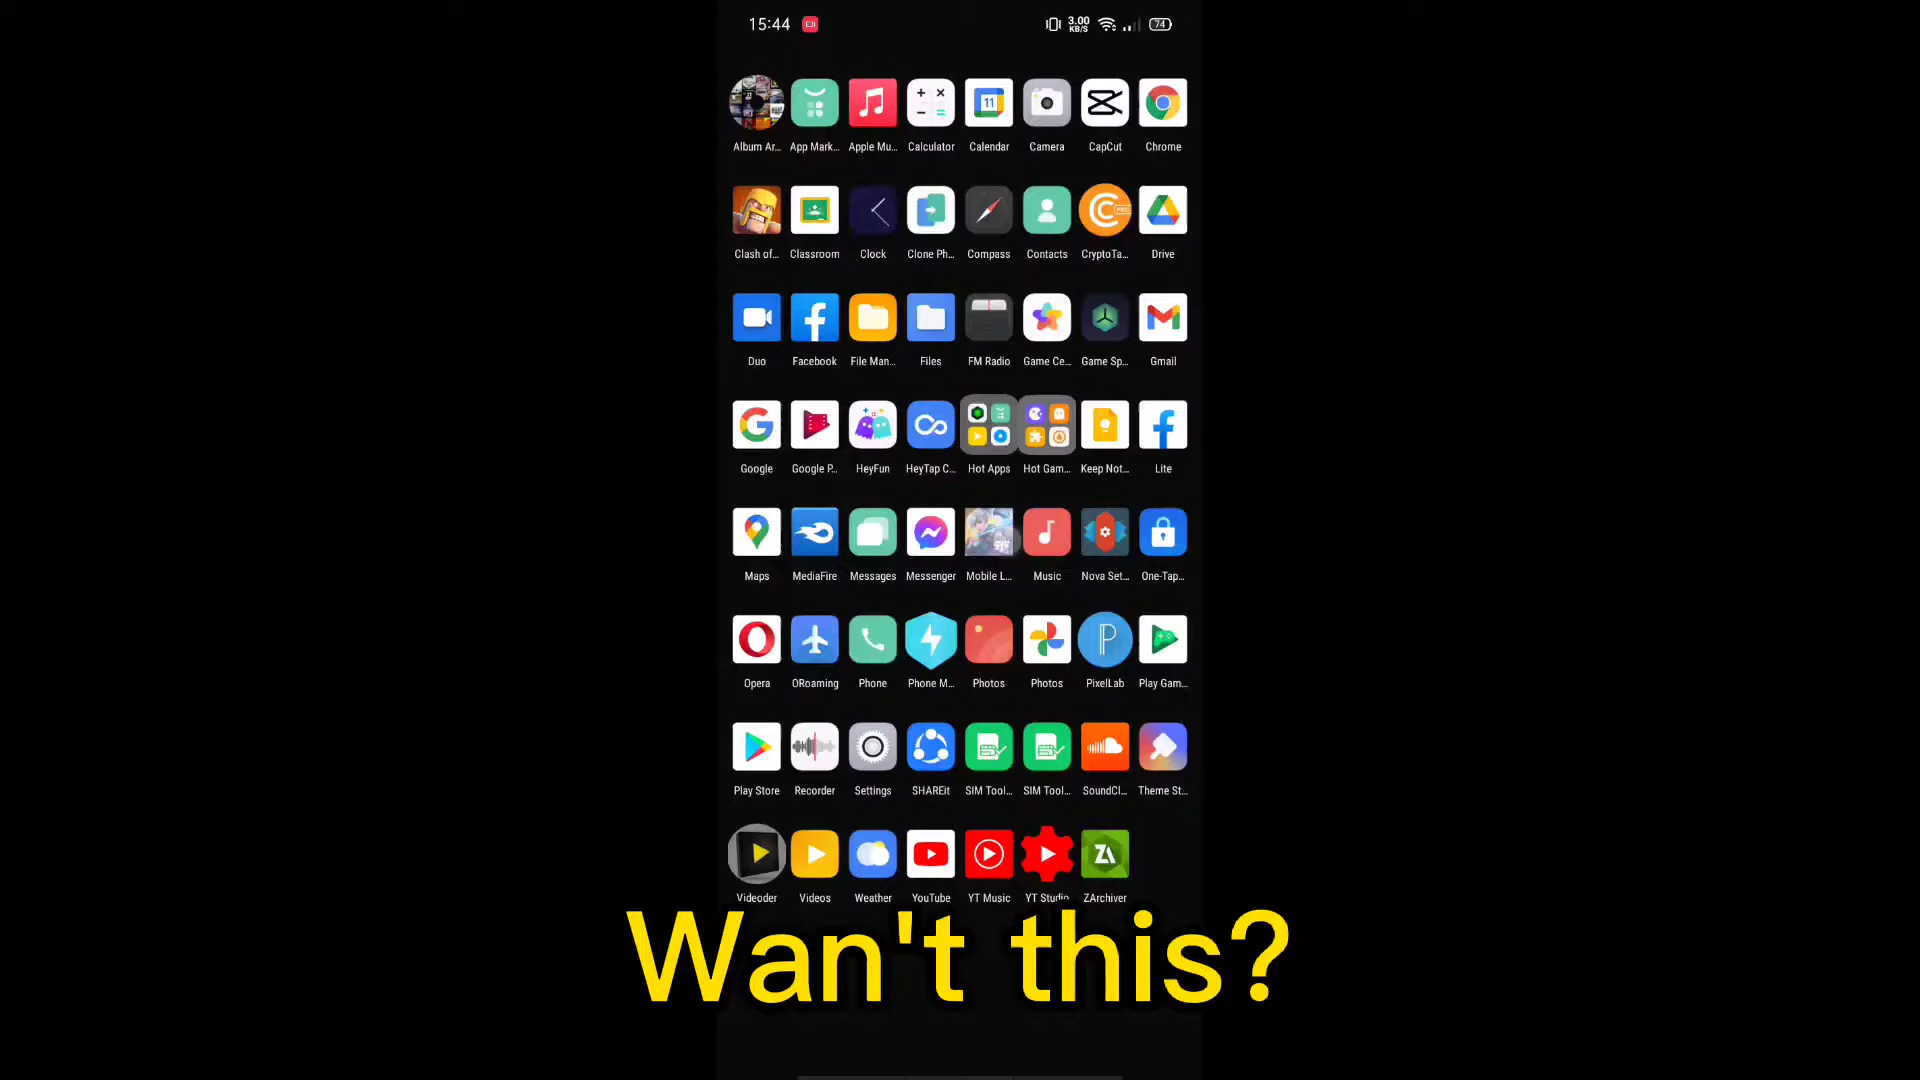 15:44 3.00 KB/S 74
Album Ar... App Mark... Apple Mu... Calculator Calendar Camera CapCut Chrome
Clash of... Classroom Clock Clone Ph... Compass Contacts CryptoTa... Drive
Duo Facebook File Man... Files FM Radio Game Ce... Game Sp... Gmail
Google Google P... HeyFun HeyTap C... Hot Apps Hot Gam... Keep Not... Lite
Maps MediaFire Messages Messenger Mobile L... Music Nova Set... One-Tap...
Opera ORoaming Phone Phone M... Photos Photos PixelLab Play Gam...
Play Store Recorder Settings SHAREit SIM Tool... SIM Tool... SoundCl... Theme St...
Videoder Videos Weather YouTube YT Music YT Studio ZArchiver
Wan't this?